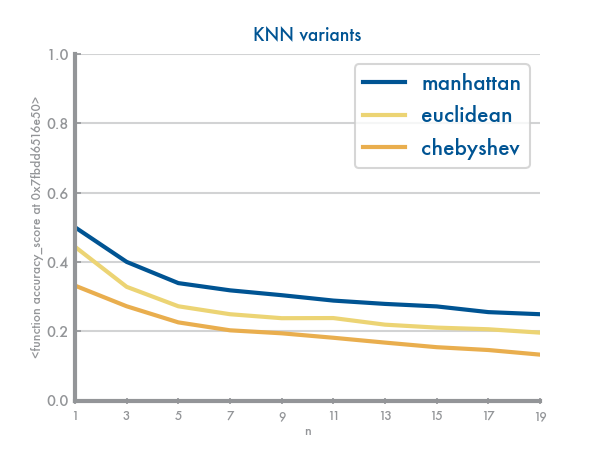 KNN variants
1.0
0.8
0.6
0.4
0.2
0.0
<function accuracy_score at 0x7fbdd6516e50>
manhattan
euclidean
chebyshev
1 3 5 7 9 11 13 15 17 19
n